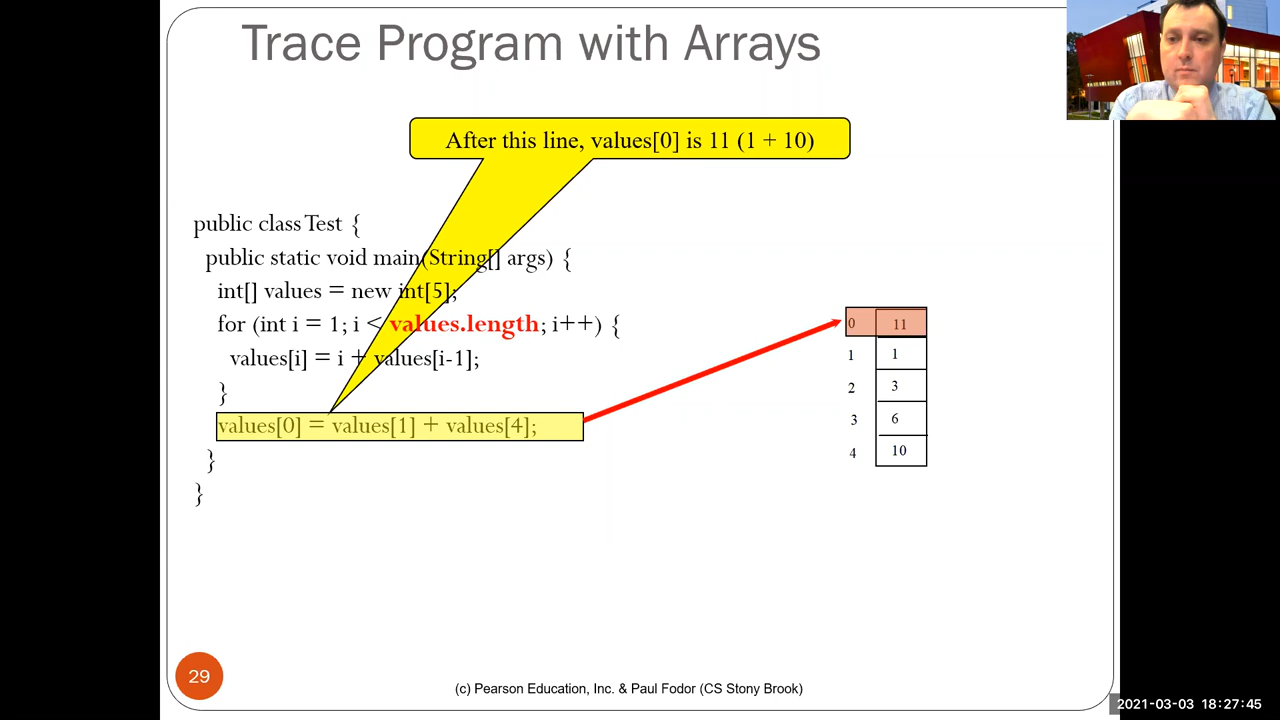 Trace Program with Arrays
After this line, values[0] is 11 (1 + 10)
public class Test {
public static void main(String[] args) {
int[] values = new int[5];
for (int i = 1; i < values.length; i++) {
values[i] = i + values[i-1];
}
values[0] = values[1] + values[4];
}
}
0 11
1 1
2 3
3 6
4 10
29
(c) Pearson Education, Inc. & Paul Fodor (CS Stony Brook)
2021-03-03 18:27:45